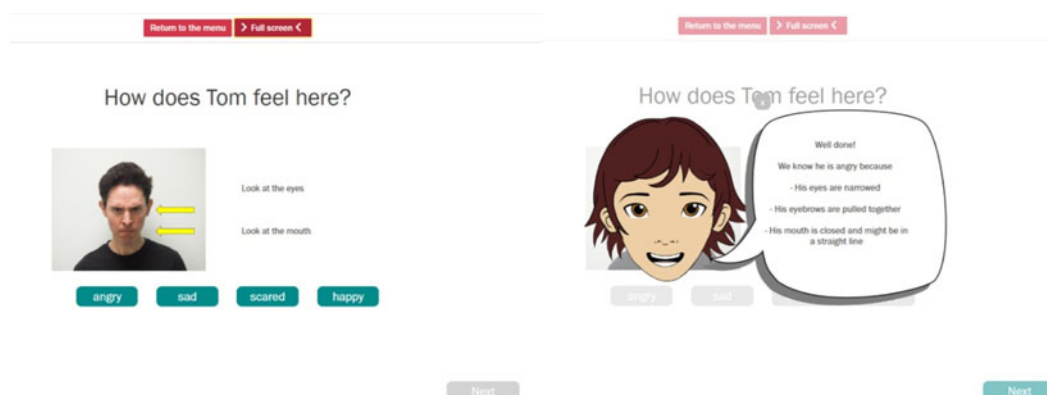 Return to the menu
> Full screen <
How does Tom feel here?
Look at the eyes
Look at the mouth
angry
sad
scared
happy
Next
Return to the menu
> Full screen <
How does Tom feel here?
x
Well done!
We know he is angry because
- His eyes are narrowed
- His eyebrows are pulled together
- His mouth is closed and might be in
a straight line
angry
sad
Next